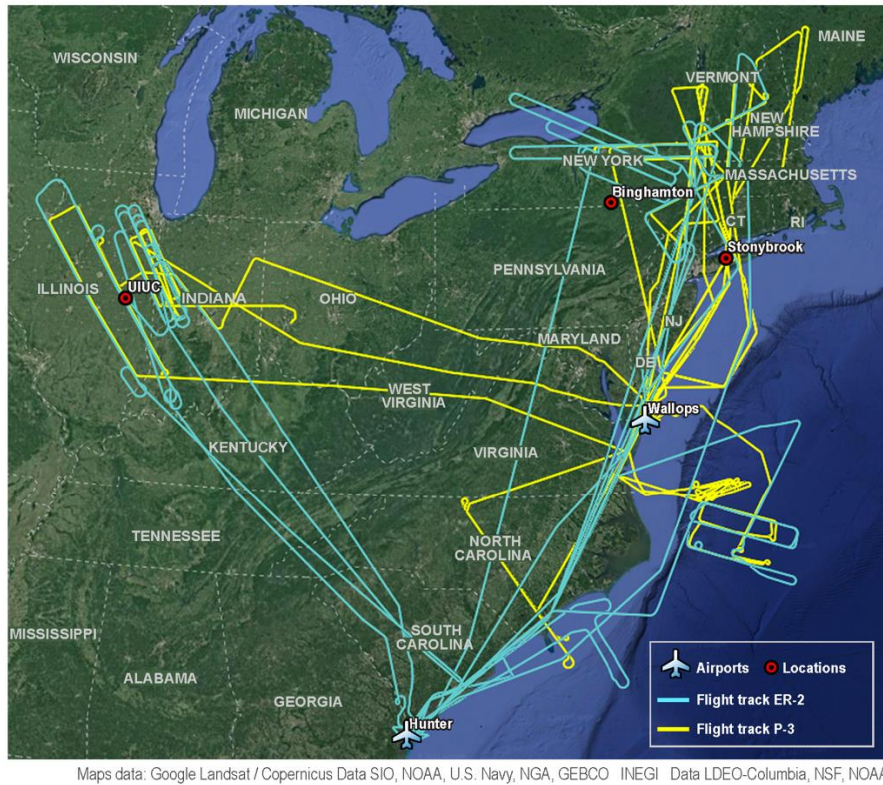 MAINE
WISCONSIN
VERMONT
MICHIGAN
NEW
HAMPSHIRE
NEW YORK
MASSACHUSETTS
Binghamton
CT
RI
Stonybrook
PENNSYLVANIA
ILLINOIS
UIUC
INDIANA
OHIO
NJ
MARYLAND
DE
WEST
VIRGINIA
Wallops
KENTUCKY
VIRGINIA
TENNESSEE
NORTH
CAROLINA
MISSISSIPPI
SOUTH
CAROLINA
ALABAMA
GEORGIA
Hunter
Airports
Locations
Flight track ER-2
Flight track P-3
Maps data: Google Landsat / Copernicus Data SIO, NOAA, U.S. Navy, NGA, GEBCO INEGI Data LDEO-Columbia, NSF, NOAA